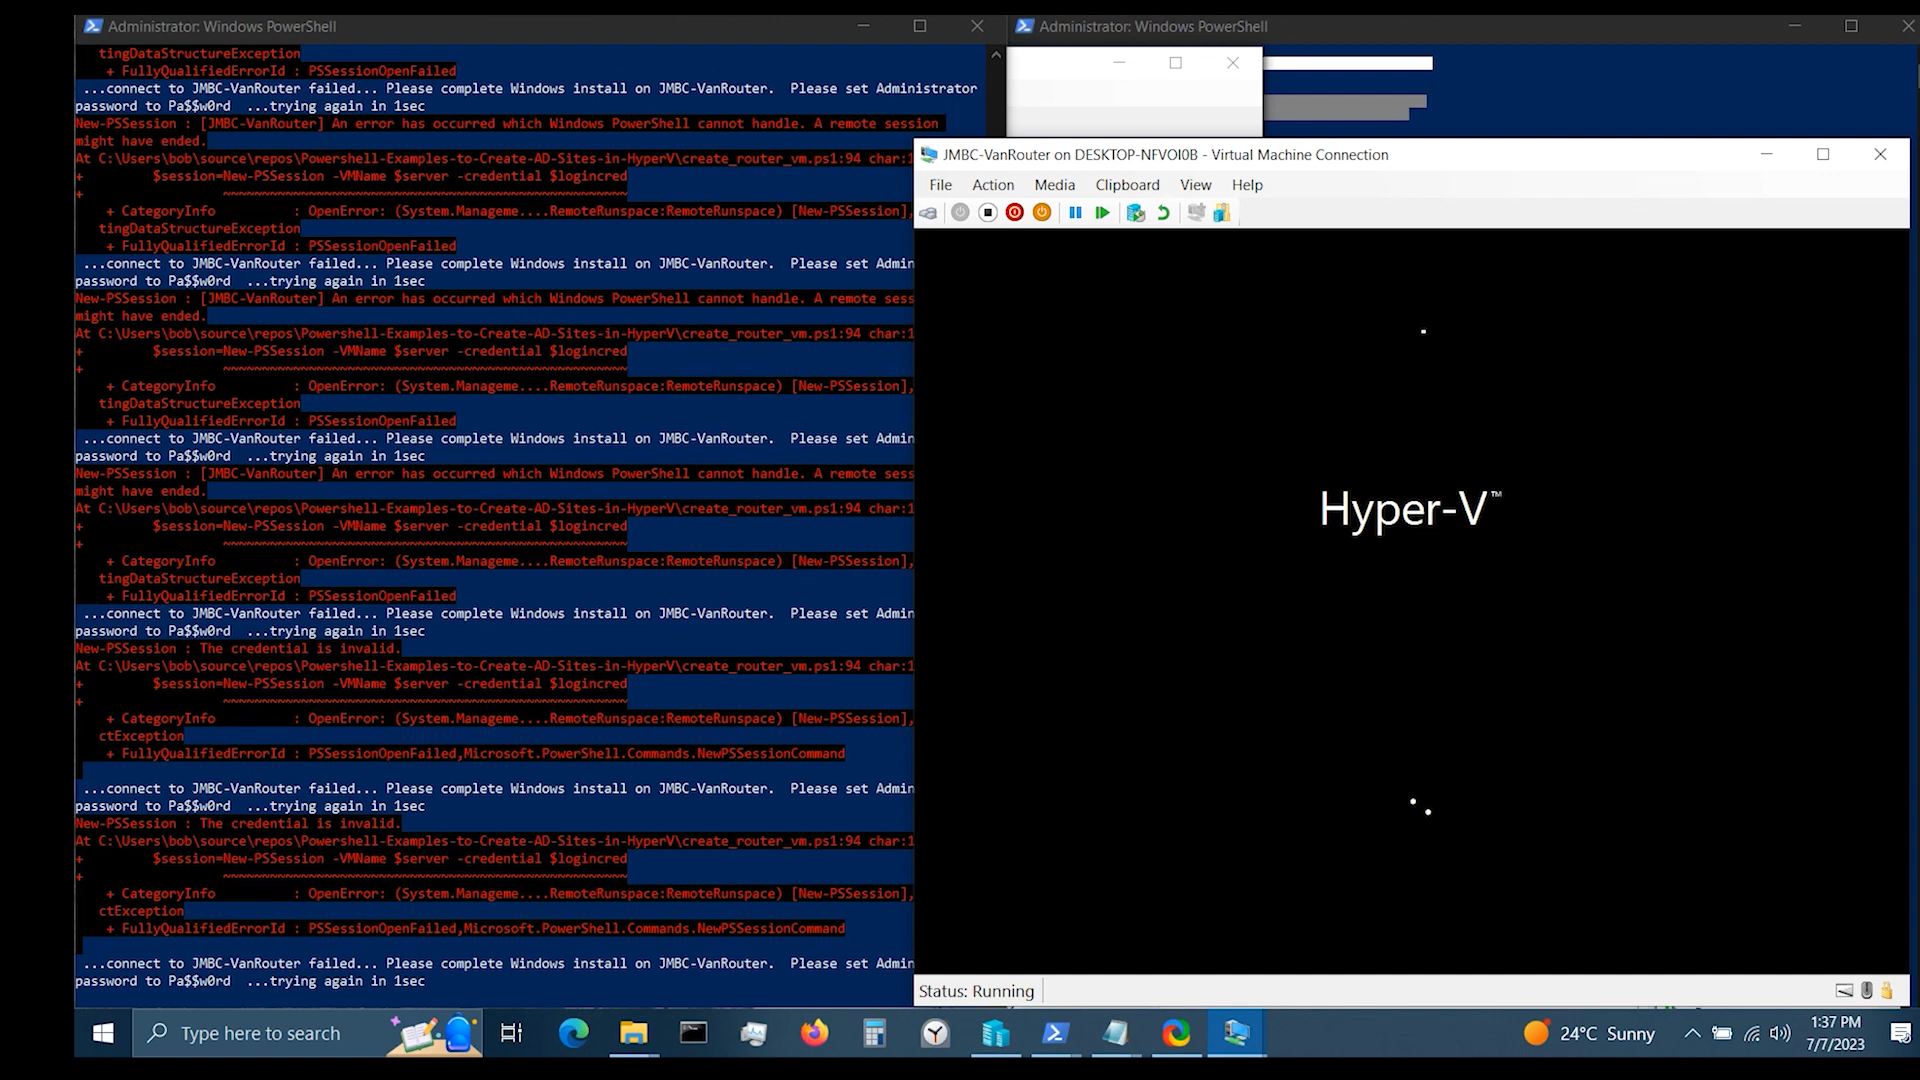 Administrator: Windows PowerShell
tingDataStructureException
+ FullyQualifiedErrorId : PSSessionOpenFailed
...connect to JMBC-VanRouter failed... Please complete Windows install on JMBC-VanRouter.  Please set Administrator
password to Pa$$w0rd  ...trying again in 1sec
New-PSSession : [JMBC-VanRouter] An error has occurred which Windows PowerShell cannot handle. A remote session
might have ended.
At C:\Users\bob\source\repos\Powershell-Examples-to-Create-AD-Sites-in-HyperV\create_router_vm.ps1:94 char:1
+         $session=New-PSSession -VMName $server -credential $logincred
+                  ~~~~~~~~~~~~~~~~~~~~~~~~~~~~~~~~~~~~~~~~~~~~~~~~~~~~
+ CategoryInfo          : OpenError: (System.Manageme....RemoteRunspace:RemoteRunspace) [New-PSSession],
tingDataStructureException
+ FullyQualifiedErrorId : PSSessionOpenFailed
...connect to JMBC-VanRouter failed... Please complete Windows install on JMBC-VanRouter.  Please set Admin
password to Pa$$w0rd  ...trying again in 1sec
New-PSSession : [JMBC-VanRouter] An error has occurred which Windows PowerShell cannot handle. A remote sess
might have ended.
At C:\Users\bob\source\repos\Powershell-Examples-to-Create-AD-Sites-in-HyperV\create_router_vm.ps1:94 char:1
+         $session=New-PSSession -VMName $server -credential $logincred
+                  ~~~~~~~~~~~~~~~~~~~~~~~~~~~~~~~~~~~~~~~~~~~~~~~~~~~~
+ CategoryInfo          : OpenError: (System.Manageme....RemoteRunspace:RemoteRunspace) [New-PSSession],
tingDataStructureException
+ FullyQualifiedErrorId : PSSessionOpenFailed
...connect to JMBC-VanRouter failed... Please complete Windows install on JMBC-VanRouter.  Please set Admin
password to Pa$$w0rd  ...trying again in 1sec
New-PSSession : [JMBC-VanRouter] An error has occurred which Windows PowerShell cannot handle. A remote sess
might have ended.
At C:\Users\bob\source\repos\Powershell-Examples-to-Create-AD-Sites-in-HyperV\create_router_vm.ps1:94 char:1
+         $session=New-PSSession -VMName $server -credential $logincred
+                  ~~~~~~~~~~~~~~~~~~~~~~~~~~~~~~~~~~~~~~~~~~~~~~~~~~~~
+ CategoryInfo          : OpenError: (System.Manageme....RemoteRunspace:RemoteRunspace) [New-PSSession],
tingDataStructureException
+ FullyQualifiedErrorId : PSSessionOpenFailed
...connect to JMBC-VanRouter failed... Please complete Windows install on JMBC-VanRouter.  Please set Admin
password to Pa$$w0rd  ...trying again in 1sec
New-PSSession : The credential is invalid.
At C:\Users\bob\source\repos\Powershell-Examples-to-Create-AD-Sites-in-HyperV\create_router_vm.ps1:94 char:1
+         $session=New-PSSession -VMName $server -credential $logincred
+                  ~~~~~~~~~~~~~~~~~~~~~~~~~~~~~~~~~~~~~~~~~~~~~~~~~~~~
+ CategoryInfo          : OpenError: (System.Manageme....RemoteRunspace:RemoteRunspace) [New-PSSession],
ctException
+ FullyQualifiedErrorId : PSSessionOpenFailed,Microsoft.PowerShell.Commands.NewPSSessionCommand
...connect to JMBC-VanRouter failed... Please complete Windows install on JMBC-VanRouter.  Please set Admin
password to Pa$$w0rd  ...trying again in 1sec
New-PSSession : The credential is invalid.
At C:\Users\bob\source\repos\Powershell-Examples-to-Create-AD-Sites-in-HyperV\create_router_vm.ps1:94 char:1
+         $session=New-PSSession -VMName $server -credential $logincred
+                  ~~~~~~~~~~~~~~~~~~~~~~~~~~~~~~~~~~~~~~~~~~~~~~~~~~~~
+ CategoryInfo          : OpenError: (System.Manageme....RemoteRunspace:RemoteRunspace) [New-PSSession],
ctException
+ FullyQualifiedErrorId : PSSessionOpenFailed,Microsoft.PowerShell.Commands.NewPSSessionCommand
...connect to JMBC-VanRouter failed... Please complete Windows install on JMBC-VanRouter.  Please set Admin
password to Pa$$w0rd  ...trying again in 1sec
Administrator: Windows PowerShell
JMBC-VanRouter on DESKTOP-NFVOI0B - Virtual Machine Connection
File Action Media Clipboard View Help
Hyper-V™
Status: Running
Type here to search
24°C Sunny
1:37 PM
7/7/2023